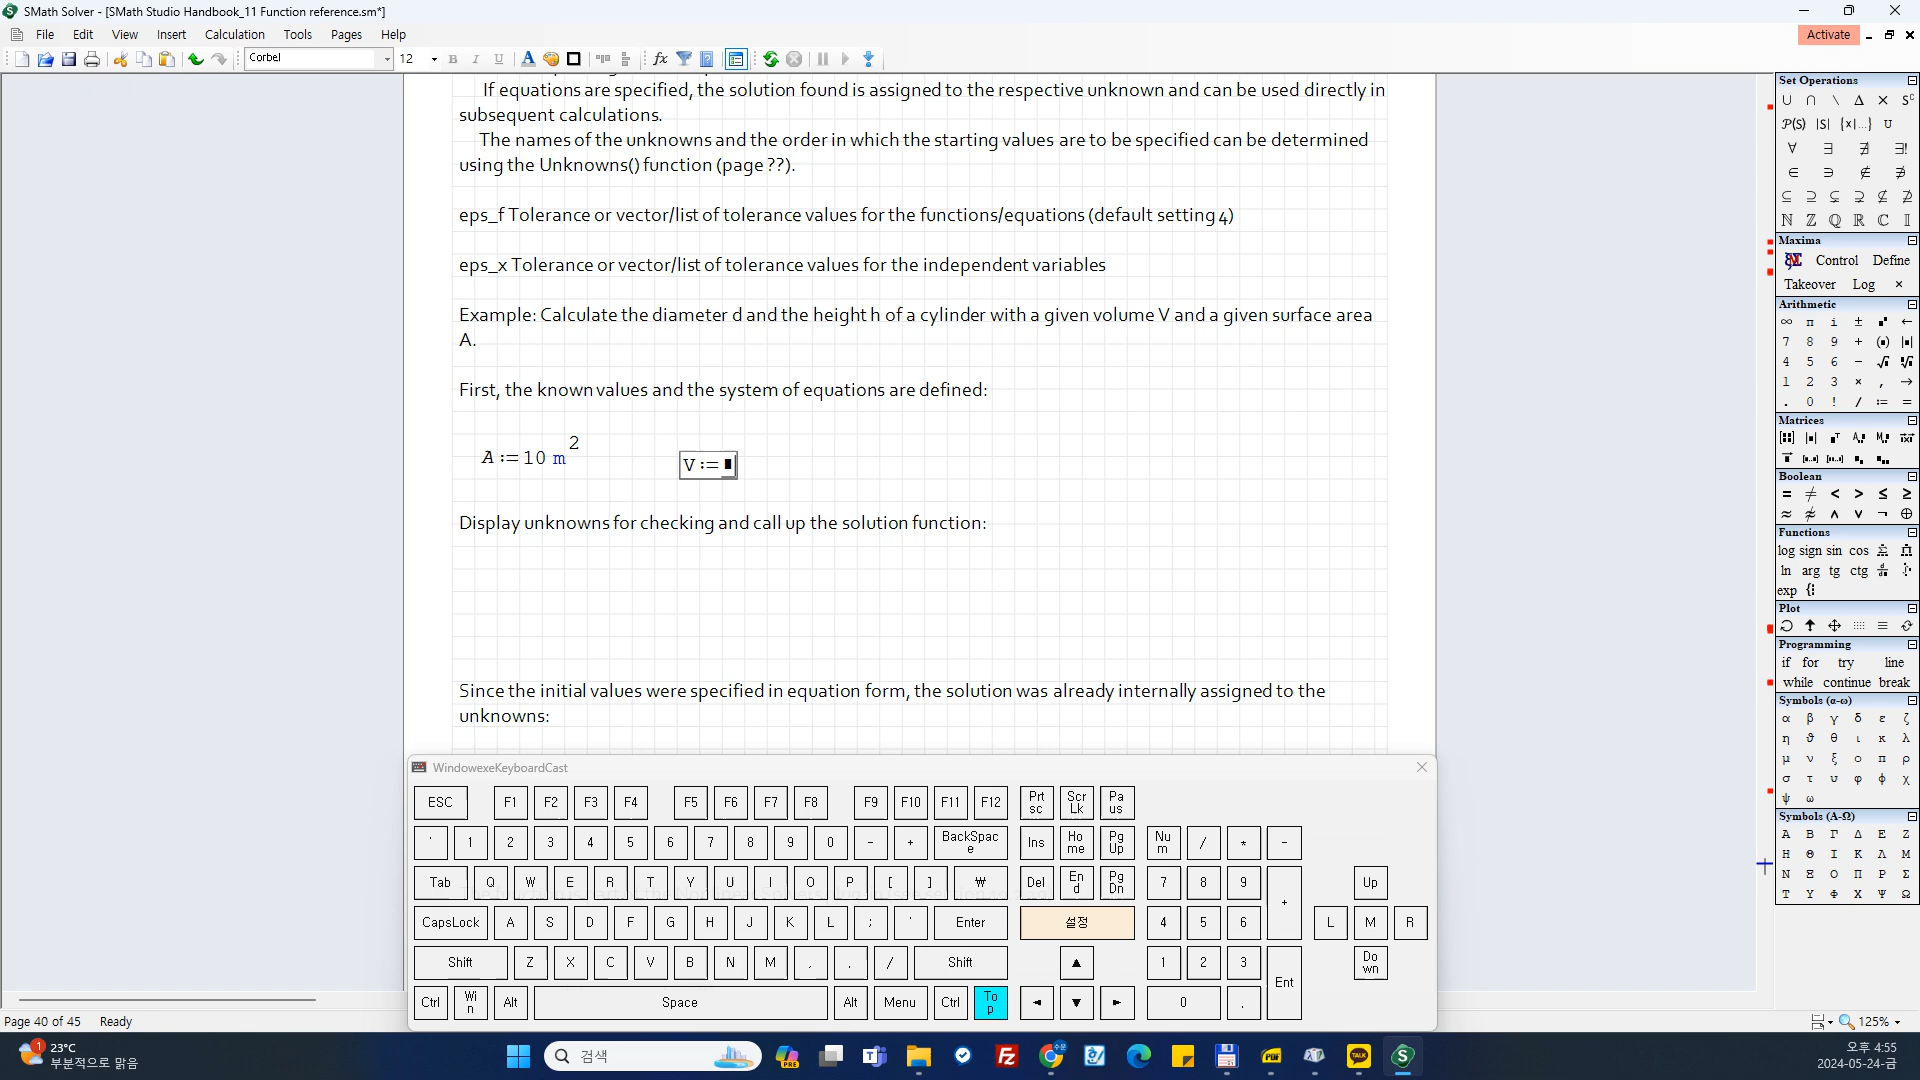 SMath Solver - [SMath Studio Handbook_11 Function reference.sm*]
File Edit View Insert Calculation Tools Pages Help
Activate
Corbel 12 B I U A fx
If equations are specified, the solution found is assigned to the respective unknown and can be used directly in
subsequent calculations.
The names of the unknowns and the order in which the starting values are to be specified can be determined
using the Unknowns() function (page ??).
eps_f Tolerance or vector/list of tolerance values for the functions/equations (default setting 4)
eps_x Tolerance or vector/list of tolerance values for the independent variables
Example: Calculate the diameter d and the height h of a cylinder with a given volume V and a given surface area
A.
First, the known values and the system of equations are defined:
A := 10 m²
V := ∎
Display unknowns for checking and call up the solution function:
Since the initial values were specified in equation form, the solution was already internally assigned to the
unknowns:
Set Operations
∪ ∩ \ Δ × Sᶜ
𝒫(S) |S| {x|...}
∀ ∃ ∄ ∃!
∈ ∋ ∉ ∌
ℕ ℤ ℚ ℝ ℂ 𝕀
Maxima
Control Define
Takeover Log ×
Arithmetic
∞ π i ±
7 8 9 +
4 5 6 −
1 2 3 × , →
. 0 ! / := =
Matrices
Boolean
= ≠ < > ≤ ≥
≈ ∧ ∨ ¬ ⊕
Functions
log sign sin cos
ln arg tg ctg
exp
Plot
Programming
if for try line
while continue break
Symbols (α-ω)
α β γ δ ε ζ
η ϑ θ ι κ λ
μ ν ξ ο π ρ
σ τ υ φ ϕ χ
ψ ω
Symbols (Α-Ω)
Α Β Γ Δ Ε Ζ
Η Θ Ι Κ Λ Μ
Ν Ξ Ο Π Ρ Σ
Τ Υ Φ Χ Ψ Ω
WindowexeKeyboardCast
ESC F1 F2 F3 F4 F5 F6 F7 F8 F9 F10 F11 F12 Prt sc Scr Lk Pa us
' 1 2 3 4 5 6 7 8 9 0 - + BackSpace Ins Home Pg Up Num / * -
Tab Q W E R T Y U I O P [ ] ₩ Del End Pg Dn 7 8 9 + Up
CapsLock A S D F G H J K L ; ' Enter 설정 4 5 6 L M R
Shift Z X C V B N M , . / Shift ▲ 1 2 3 Ent Down
Ctrl Win Alt Space Alt Menu Ctrl Top ◄ ▼ ► 0 .
Page 40 of 45 Ready
125%
1
23°C
부분적으로 맑음
검색
PRE
오후 4:55
2024-05-24-금